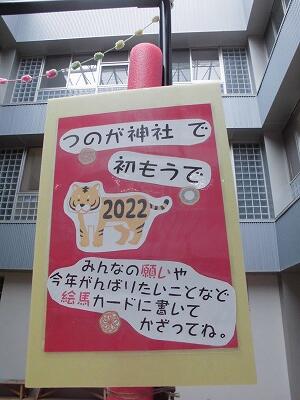 つのが神社で
初もうで
2022
みんなの願いや
今年がんばりたいことなど
絵馬カードに書いて
かざってね。